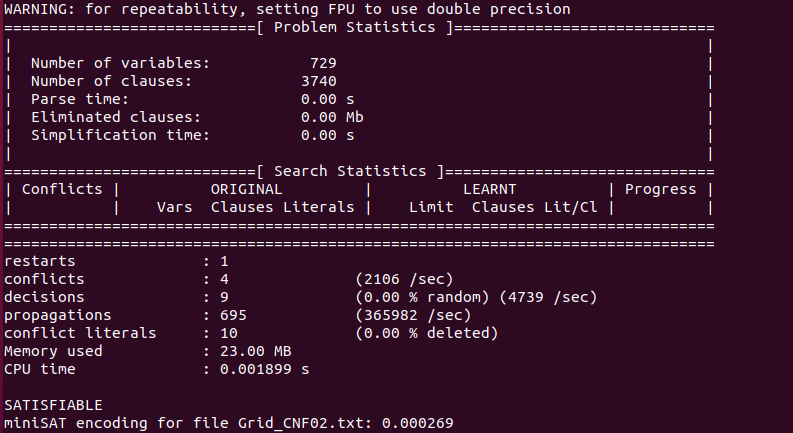 WARNING: for repeatability, setting FPU to use double precision
============================[ Problem Statistics ]=============================
|                                                                             |
|  Number of variables:           729                                         |
|  Number of clauses:            3740                                         |
|  Parse time:                   0.00 s                                       |
|  Eliminated clauses:           0.00 Mb                                      |
|  Simplification time:          0.00 s                                       |
|                                                                             |
============================[ Search Statistics ]==============================
| Conflicts |          ORIGINAL         |          LEARNT          | Progress |
|           |    Vars  Clauses Literals |    Limit  Clauses Lit/Cl |          |
===============================================================================
===============================================================================
restarts              : 1
conflicts             : 4              (2106 /sec)
decisions             : 9              (0.00 % random) (4739 /sec)
propagations          : 695            (365982 /sec)
conflict literals     : 10             (0.00 % deleted)
Memory used           : 23.00 MB
CPU time              : 0.001899 s

SATISFIABLE
miniSAT encoding for file Grid_CNF02.txt: 0.000269